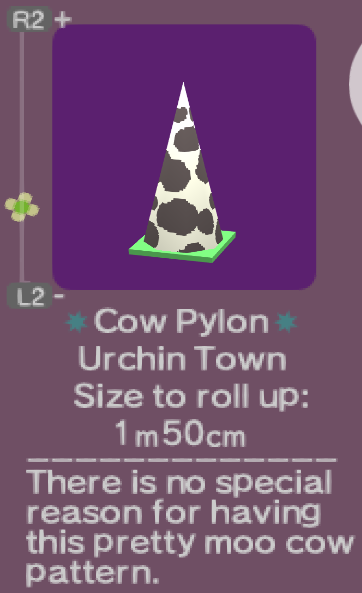 R2 +
L2 -
Cow Pylon
Urchin Town
Size to roll up:
1m50cm
There is no special
reason for having
this pretty moo cow
pattern.